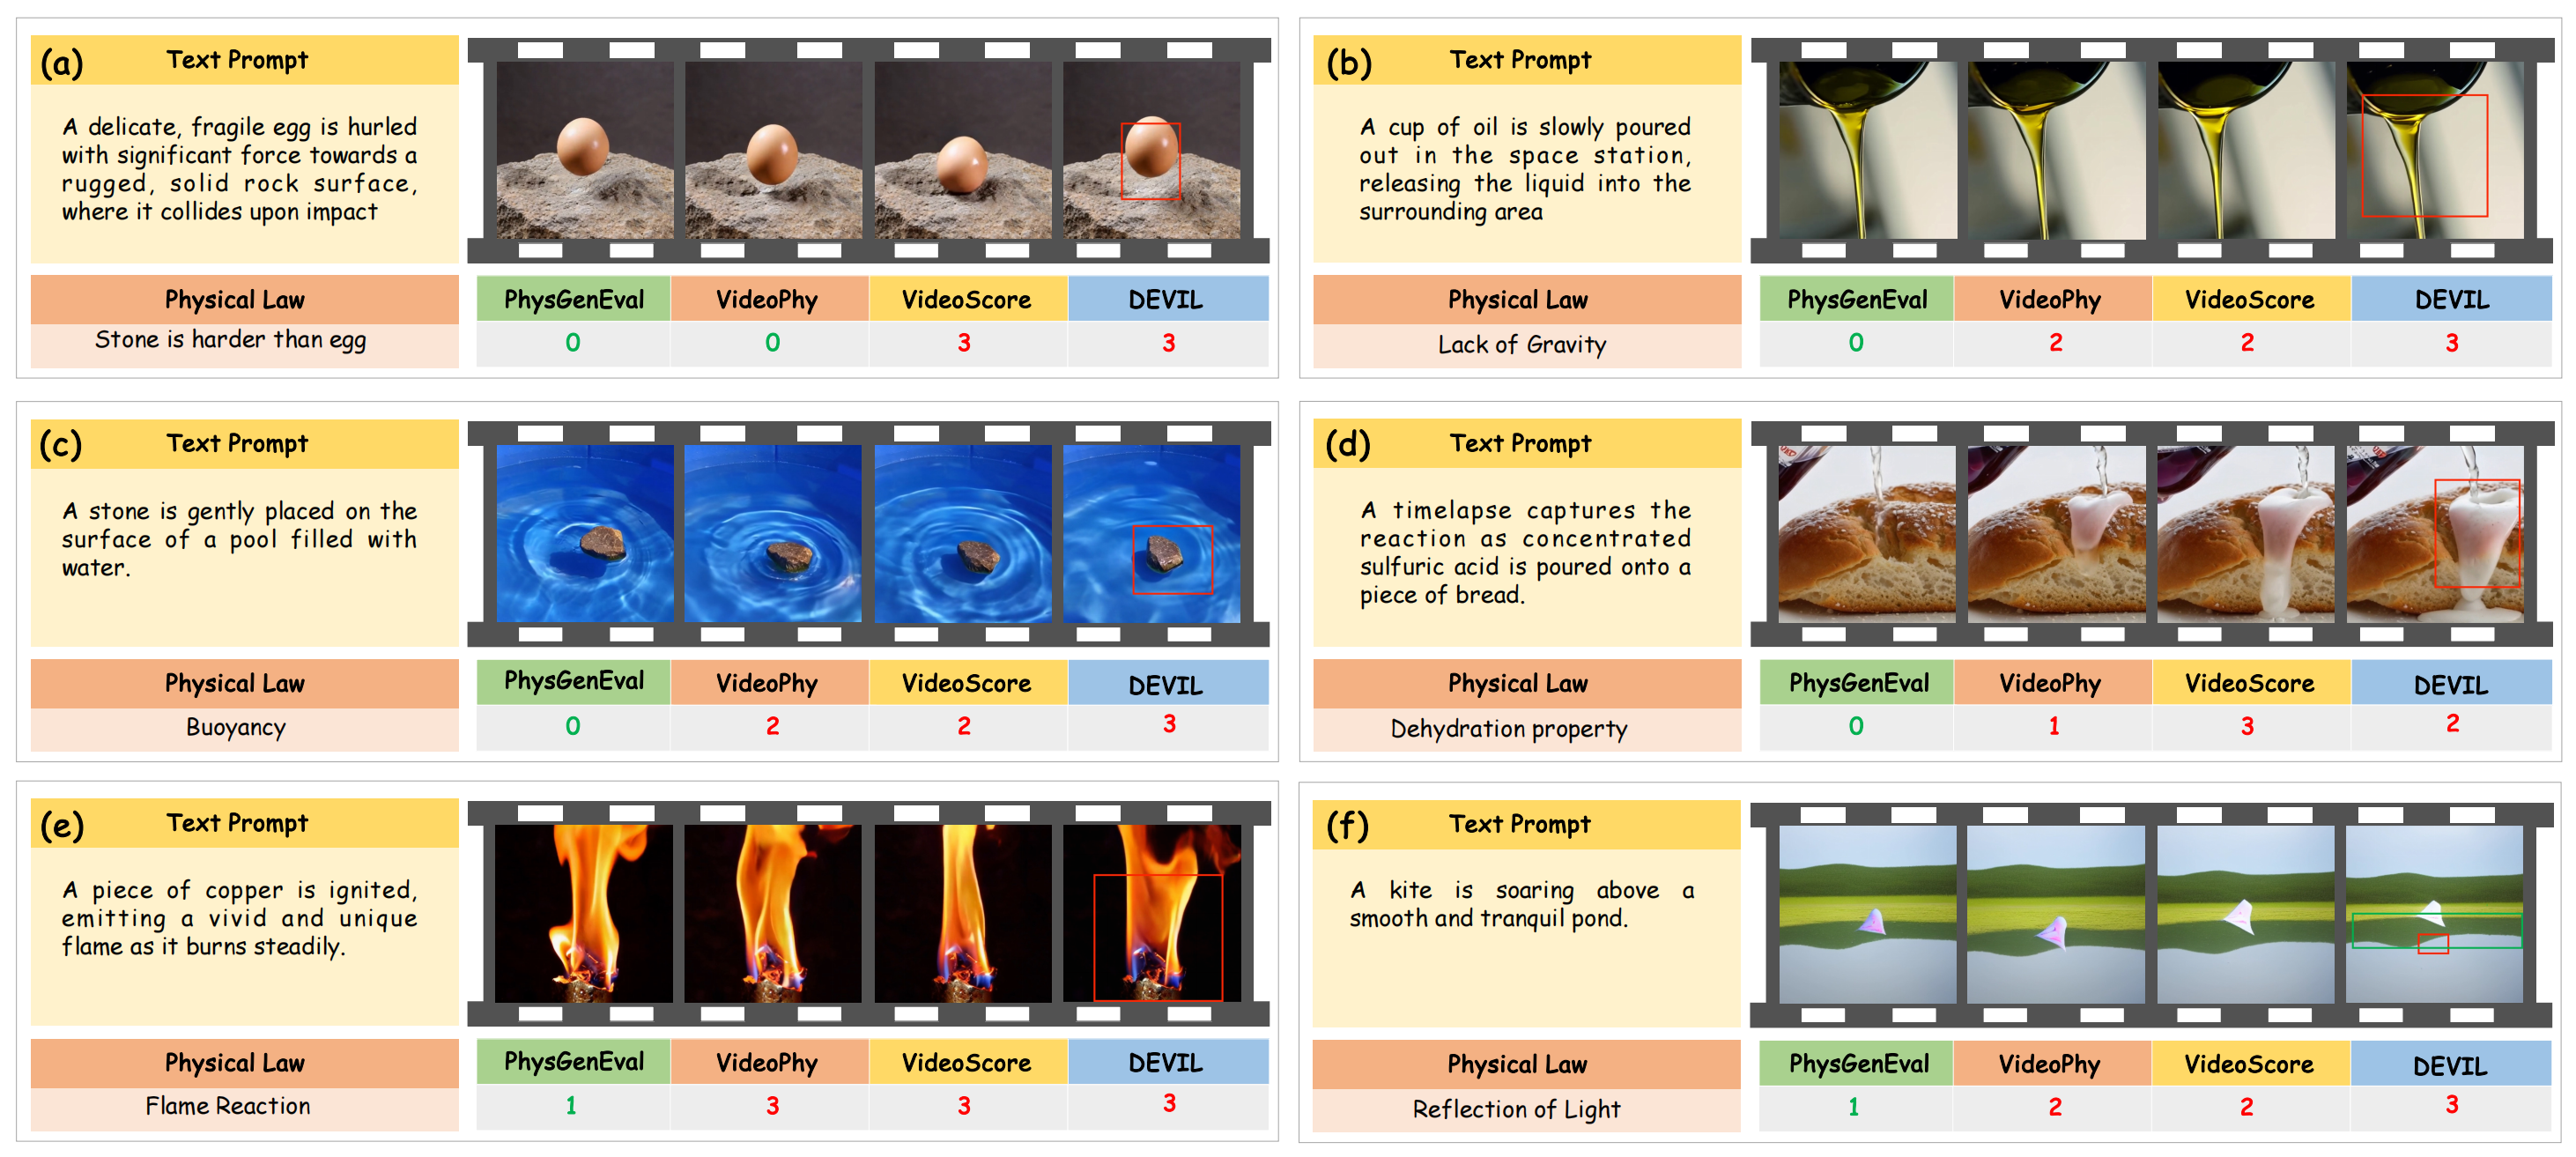 (a) Text Prompt
A delicate, fragile egg is hurled
with significant force towards a
rugged, solid rock surface,
where it collides upon impact
Physical Law
Stone is harder than egg
PhysGenEval VideoPhy VideoScore DEVIL
0 0 3 3
(b) Text Prompt
A cup of oil is slowly poured
out in the space station,
releasing the liquid into the
surrounding area
Physical Law
Lack of Gravity
PhysGenEval VideoPhy VideoScore DEVIL
0 2 2 3
(c) Text Prompt
A stone is gently placed on the
surface of a pool filled with
water.
Physical Law
Buoyancy
PhysGenEval VideoPhy VideoScore DEVIL
0 2 2 3
(d) Text Prompt
A timelapse captures the
reaction as concentrated
sulfuric acid is poured onto a
piece of bread.
Physical Law
Dehydration property
PhysGenEval VideoPhy VideoScore DEVIL
0 1 3 2
(e) Text Prompt
A piece of copper is ignited,
emitting a vivid and unique
flame as it burns steadily.
Physical Law
Flame Reaction
PhysGenEval VideoPhy VideoScore DEVIL
1 3 3 3
(f) Text Prompt
A kite is soaring above a
smooth and tranquil pond.
Physical Law
Reflection of Light
PhysGenEval VideoPhy VideoScore DEVIL
1 2 2 3